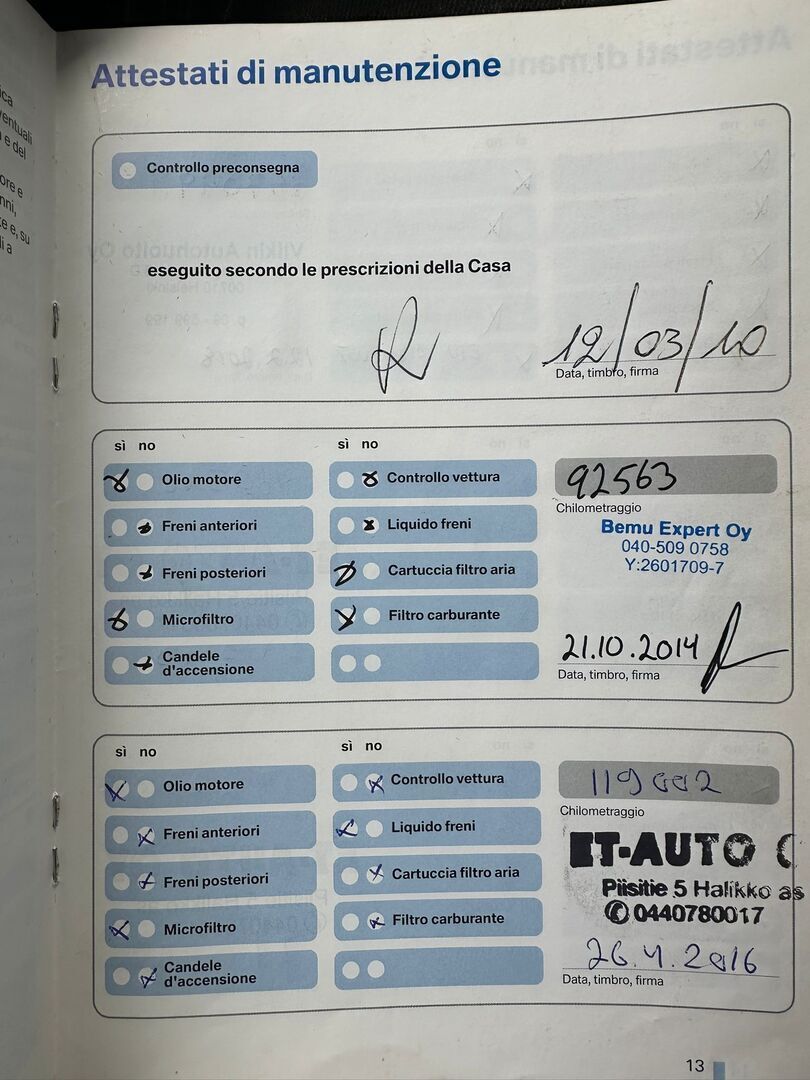 Attestati di manutenzione
Controllo preconsegna
eseguito secondo le prescrizioni della Casa
12/03/10
Data, timbro, firma
sì no
Olio motore
Freni anteriori
Freni posteriori
Microfiltro
Candele
d'accensione
sì no
Controllo vettura
Liquido freni
Cartuccia filtro aria
Filtro carburante
92563
Chilometraggio
Bemu Expert Oy
040-509 0758
Y:2601709-7
21.10.2014
Data, timbro, firma
sì no
Olio motore
Freni anteriori
Freni posteriori
Microfiltro
Candele
d'accensione
sì no
Controllo vettura
Liquido freni
Cartuccia filtro aria
Filtro carburante
Chilometraggio
ET-AUTO
Piisitie 5 Halikko as
0440780017
26.4.2016
Data, timbro, firma
13